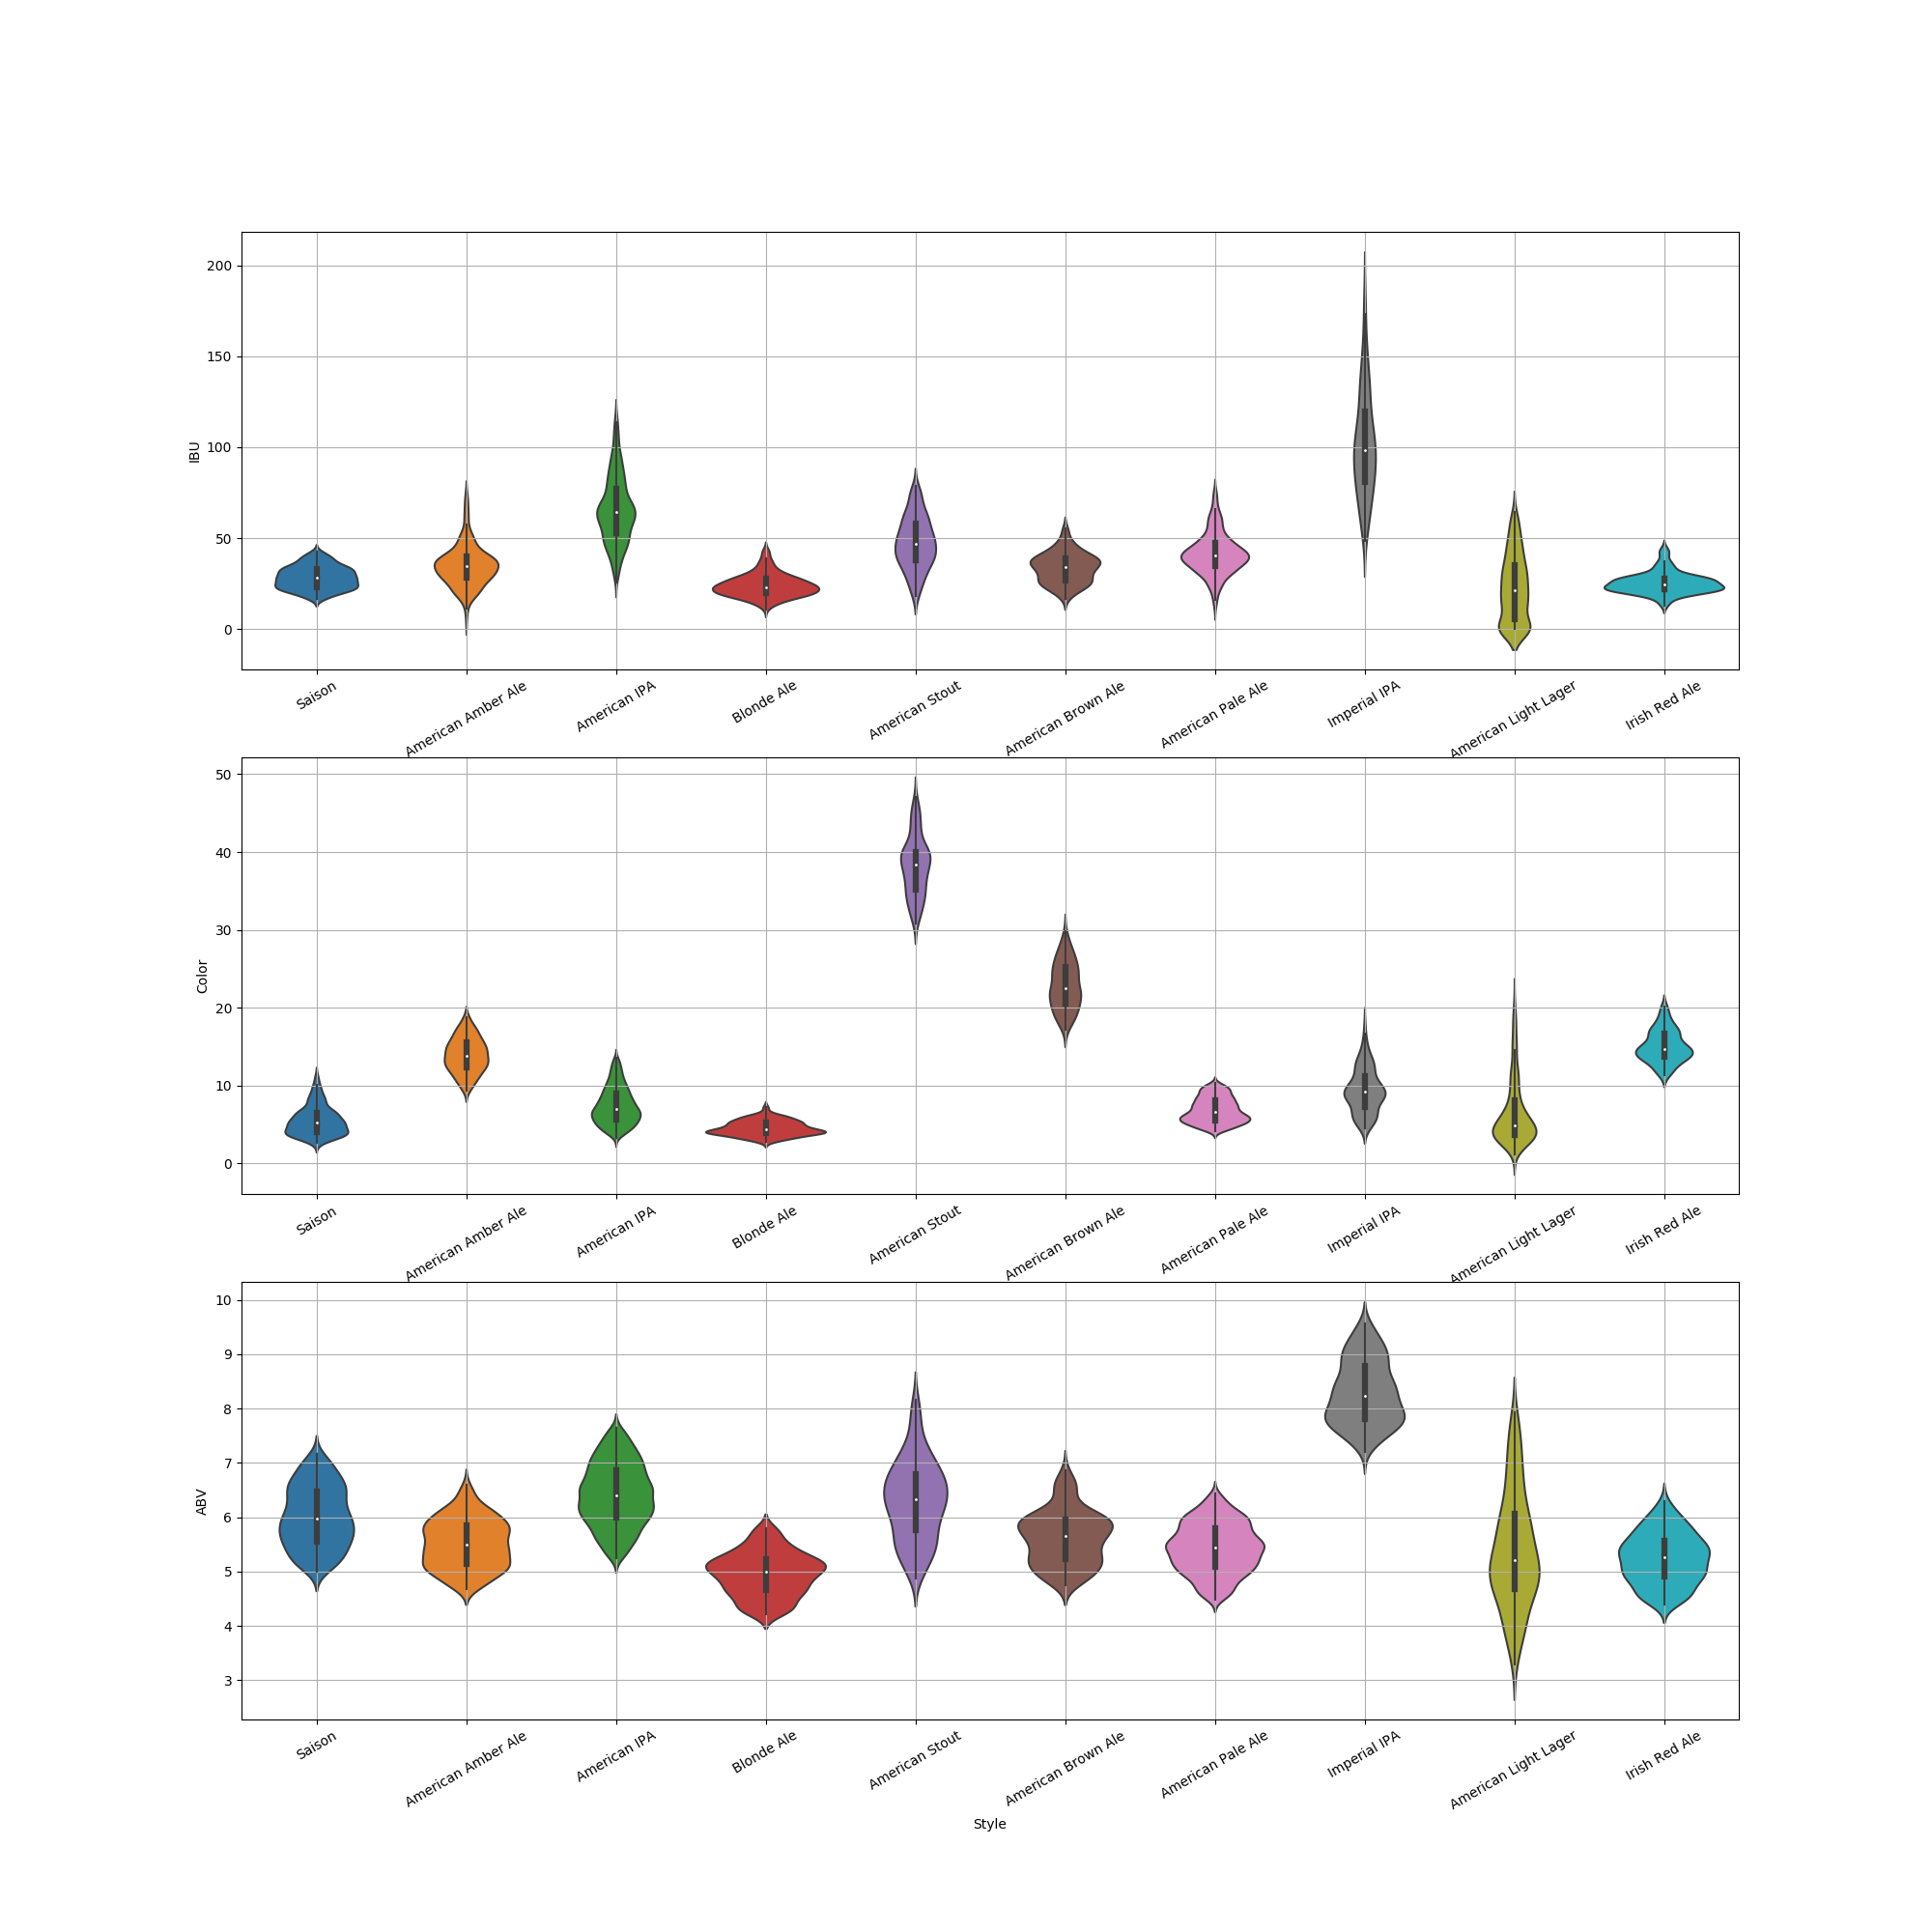 200
150
100
50
0
IBU
Saison
American Amber Ale
American IPA
Blonde Ale
American Stout
American Brown Ale
American Pale Ale
Imperial IPA
American Light Lager
Irish Red Ale
50
40
30
20
10
0
Color
Saison
American Amber Ale
American IPA
Blonde Ale
American Stout
American Brown Ale
American Pale Ale
Imperial IPA
American Light Lager
Irish Red Ale
10
9
8
7
6
5
4
3
ABV
Saison
American Amber Ale
American IPA
Blonde Ale
American Stout
American Brown Ale
American Pale Ale
Imperial IPA
American Light Lager
Irish Red Ale
Style